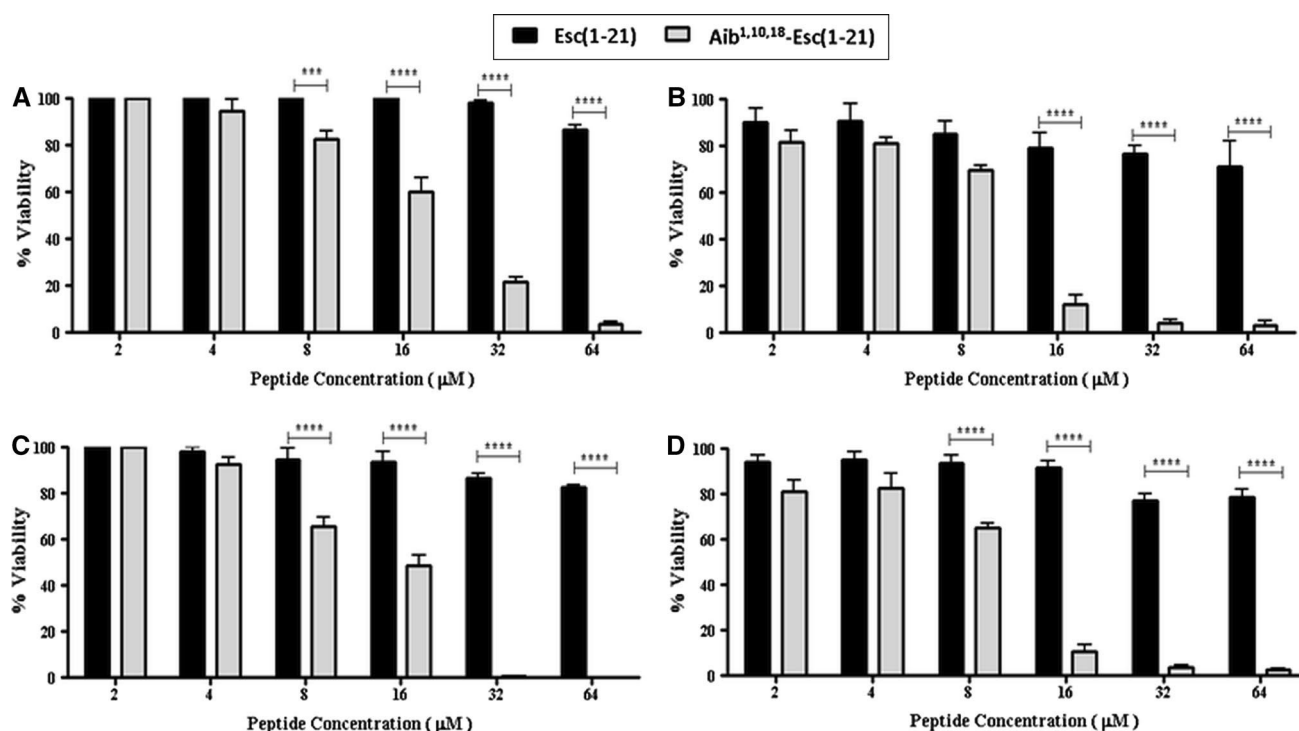 Esc(1-21) Aib1,10,18-Esc(1-21)
A
*** **** **** ****
100
80
60
40
20
0
% Viability
2 4 8 16 32 64
Peptide Concentration ( µM )
B
**** **** ****
100
80
60
40
20
0
% Viability
2 4 8 16 32 64
Peptide Concentration ( µM )
C
**** **** **** ****
100
80
60
40
20
0
% Viability
2 4 8 16 32 64
Peptide Concentration ( µM )
D
**** **** **** ****
100
80
60
40
20
0
% Viability
2 4 8 16 32 64
Peptide Concentration ( µM )